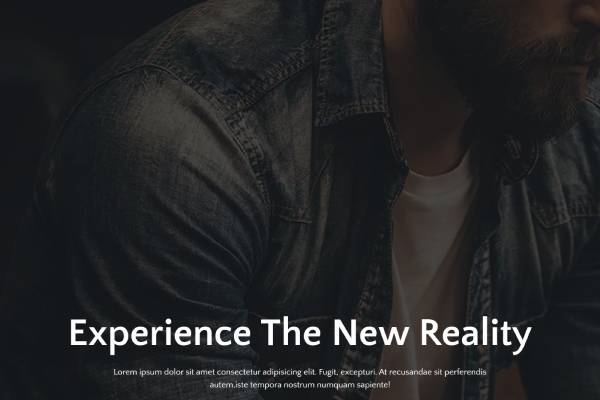 Experience The New Reality
Lorem ipsum dolor sit amet consectetur adipisicing elit. Fugit, excepturi. At recusandae sit perferendis
autem,iste tempora nostrum numquam sapiente!